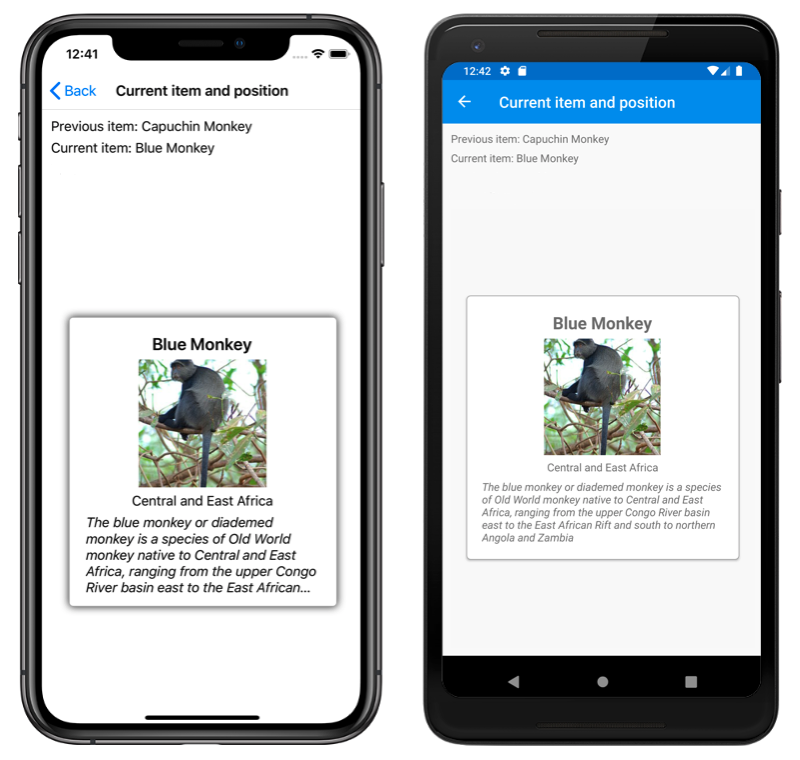 12:41
Back
Current item and position
Previous item: Capuchin Monkey
Current item: Blue Monkey
Blue Monkey
Central and East Africa
The blue monkey or diademed
monkey is a species of Old World
monkey native to Central and East
Africa, ranging from the upper Congo
River basin east to the East African...
12:42
Current item and position
Previous item: Capuchin Monkey
Current item: Blue Monkey
Blue Monkey
Central and East Africa
The blue monkey or diademed monkey is a species
of Old World monkey native to Central and East
Africa, ranging from the upper Congo River basin
east to the East African Rift and south to northern
Angola and Zambia